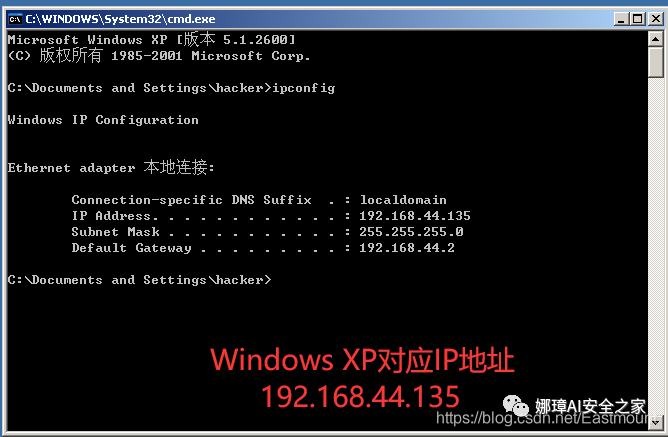 C:\WINDOWS\System32\cmd.exe
Microsoft Windows XP [版本 5.1.2600]
(C) 版权所有 1985-2001 Microsoft Corp.
C:\Documents and Settings\hacker>ipconfig
Windows IP Configuration
Ethernet adapter 本地连接:
Connection-specific DNS Suffix  . : localdomain
IP Address. . . . . . . . . . . . : 192.168.44.135
Subnet Mask . . . . . . . . . . . : 255.255.255.0
Default Gateway . . . . . . . . . : 192.168.44.2
C:\Documents and Settings\hacker>
Windows XP对应IP地址
192.168.44.135
娜璋AI安全之家
https://blog.csdn.net/Eastmount